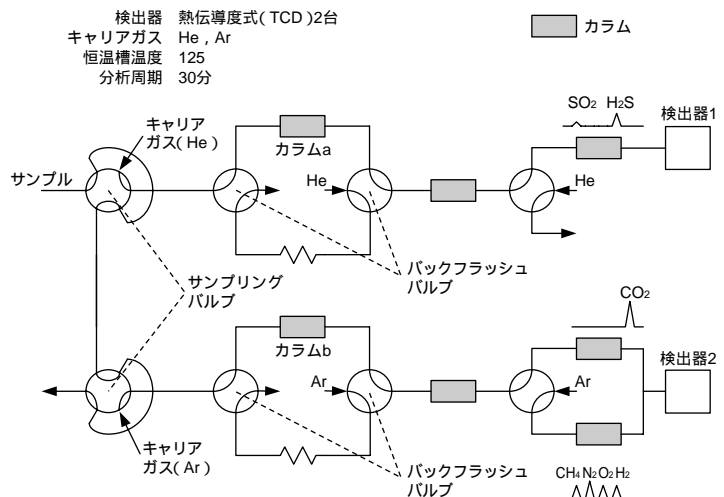 検出器 熱伝導度式(TCD)2台
キャリアガス He , Ar
恒温槽温度 125
分析周期 30分
カラム
SO2 H2S
検出器1
キャリア
ガス(He)
カラムa
サンプル
He
He
サンプリング
バルブ
バックフラッシュ
バルブ
CO2
カラムb
検出器2
Ar
Ar
キャリア
ガス(Ar)
バックフラッシュ
バルブ
CH4 N2 O2 H2